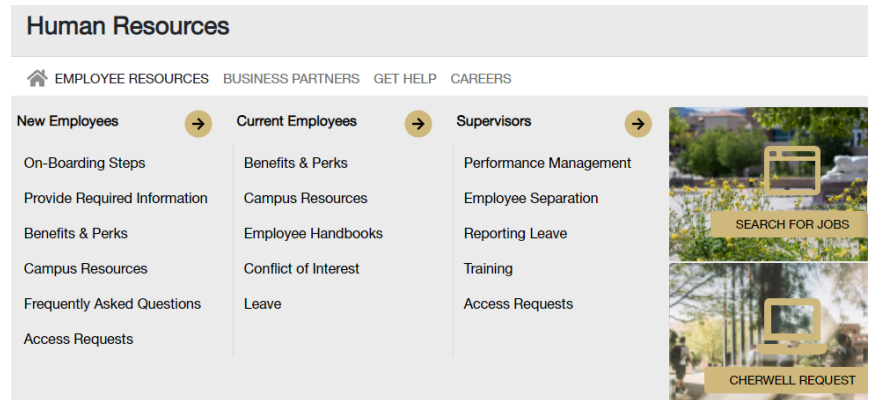 Human Resources
EMPLOYEE RESOURCES BUSINESS PARTNERS GET HELP CAREERS
New Employees
On-Boarding Steps
Provide Required Information
Benefits & Perks
Campus Resources
Frequently Asked Questions
Access Requests
Current Employees
Benefits & Perks
Campus Resources
Employee Handbooks
Conflict of Interest
Leave
Supervisors
Performance Management
Employee Separation
Reporting Leave
Training
Access Requests
SEARCH FOR JOBS
CHERWELL REQUEST